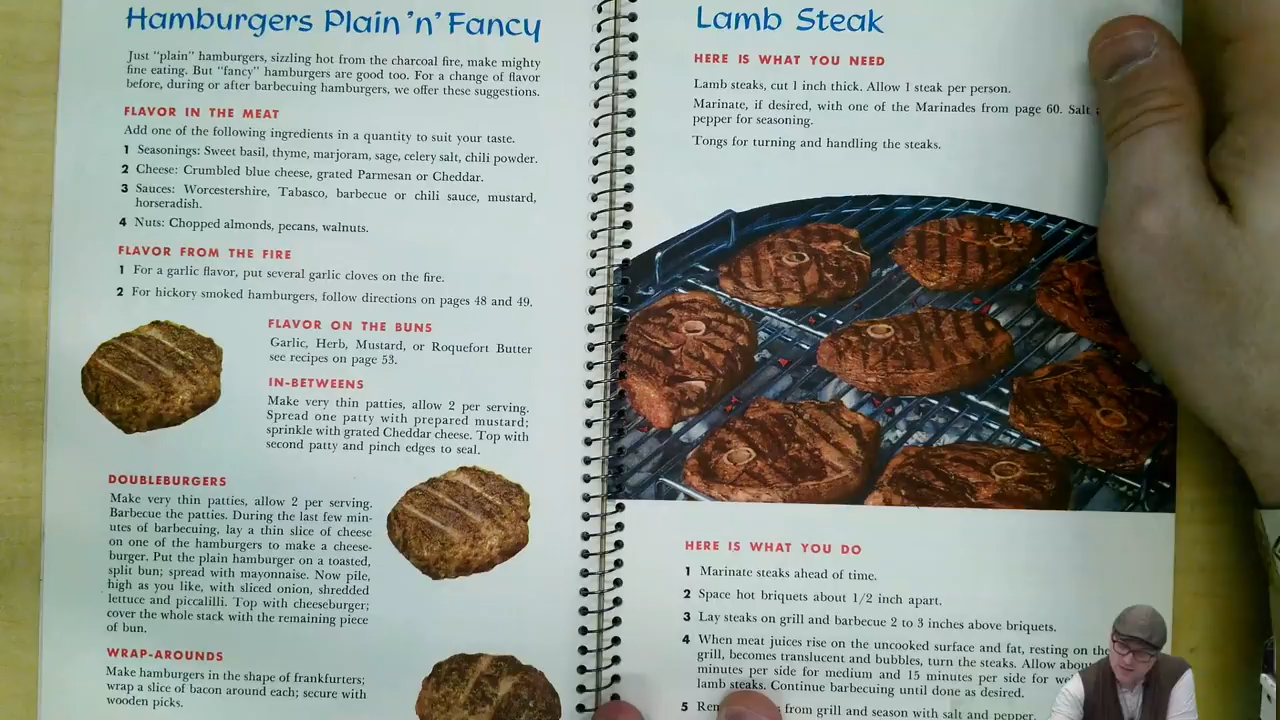 Hamburgers Plain 'n' Fancy
Just "plain" hamburgers, sizzling hot from the charcoal fire, make mighty
fine eating. But "fancy" hamburgers are good too. For a change of flavor
before, during or after barbecuing hamburgers, we offer these suggestions.
FLAVOR IN THE MEAT
Add one of the following ingredients in a quantity to suit your taste.
1 Seasonings: Sweet basil, thyme, marjoram, sage, celery salt, chili powder.
2 Cheese: Crumbled blue cheese, grated Parmesan or Cheddar.
3 Sauces: Worcestershire, Tabasco, barbecue or chili sauce, mustard,
horseradish.
4 Nuts: Chopped almonds, pecans, walnuts.
FLAVOR FROM THE FIRE
1 For a garlic flavor, put several garlic cloves on the fire.
2 For hickory smoked hamburgers, follow directions on pages 48 and 49.
FLAVOR ON THE BUNS
Garlic, Herb, Mustard, or Roquefort Butter
see recipes on page 53.
IN-BETWEENS
Make very thin patties, allow 2 per serving.
Spread one patty with prepared mustard;
sprinkle with grated Cheddar cheese. Top with
second patty and pinch edges to seal.
DOUBLEBURGERS
Make very thin patties, allow 2 per serving.
Barbecue the patties. During the last few min-
utes of barbecuing, lay a thin slice of cheese
on one of the hamburgers to make a cheese-
burger. Put the plain hamburger on a toasted,
split bun; spread with mayonnaise. Now pile,
high as you like, with sliced onion, shredded
lettuce and piccalilli. Top with cheeseburger;
cover the whole stack with the remaining piece
of bun.
WRAP-AROUNDS
Make hamburgers in the shape of frankfurters;
wrap a slice of bacon around each; secure with
wooden picks.
Lamb Steak
HERE IS WHAT YOU NEED
Lamb steaks, cut 1 inch thick. Allow 1 steak per person.
Marinate, if desired, with one of the Marinades from page 60. Salt
pepper for seasoning.
Tongs for turning and handling the steaks.
HERE IS WHAT YOU DO
1 Marinate steaks ahead of time.
2 Space hot briquets about 1/2 inch apart.
3 Lay steaks on grill and barbecue 2 to 3 inches above briquets.
4 When meat juices rise on the uncooked surface and fat, resting on the
grill, becomes translucent and bubbles, turn the steaks. Allow
minutes per side for medium and 15 minutes per side for
lamb steaks. Continue barbecuing until done as desired.
5 from grill and season with salt and pepper.